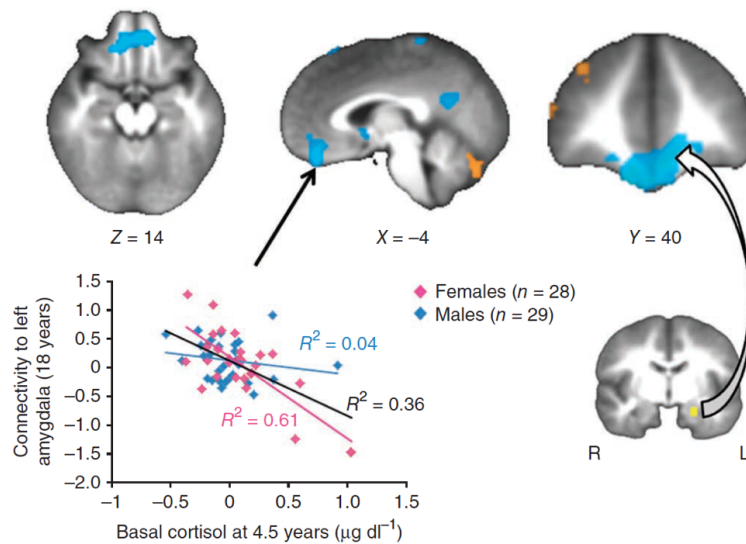 Z = 14
X = −4
Y = 40
Connectivity to left
amygdala (18 years)
1.5
1.0
0.5
0
−0.5
−1.0
−1.5
−2.0
−1
−0.5
0
0.5
1.0
1.5
Basal cortisol at 4.5 years (μg dl⁻¹)
R² = 0.04
R² = 0.36
R² = 0.61
Females (n = 28)
Males (n = 29)
R
L